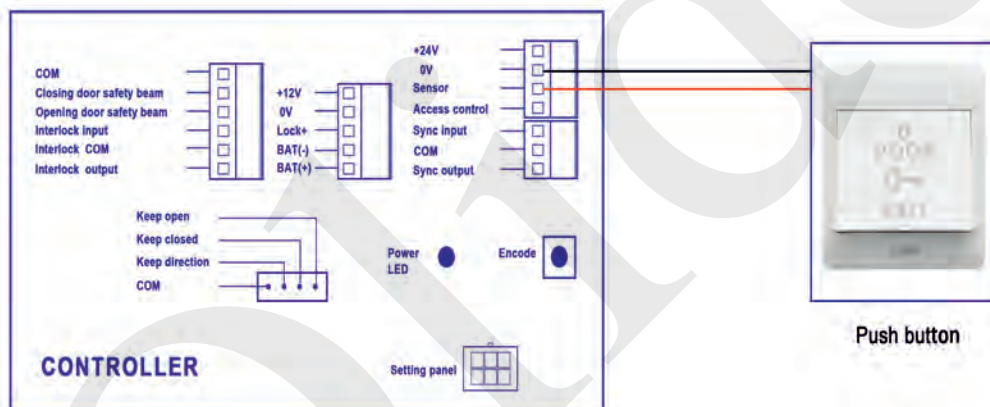 COM
Closing door safety beam
Opening door safety beam
Interlock input
Interlock COM
Interlock output
+12V
0V
Lock+
BAT(-)
BAT(+)
+24V
0V
Sensor
Access control
Sync input
COM
Sync output
Keep open
Keep closed
Keep direction
COM
Power
LED
Encode
CONTROLLER
Setting panel
DOOR
EXIT
Push button